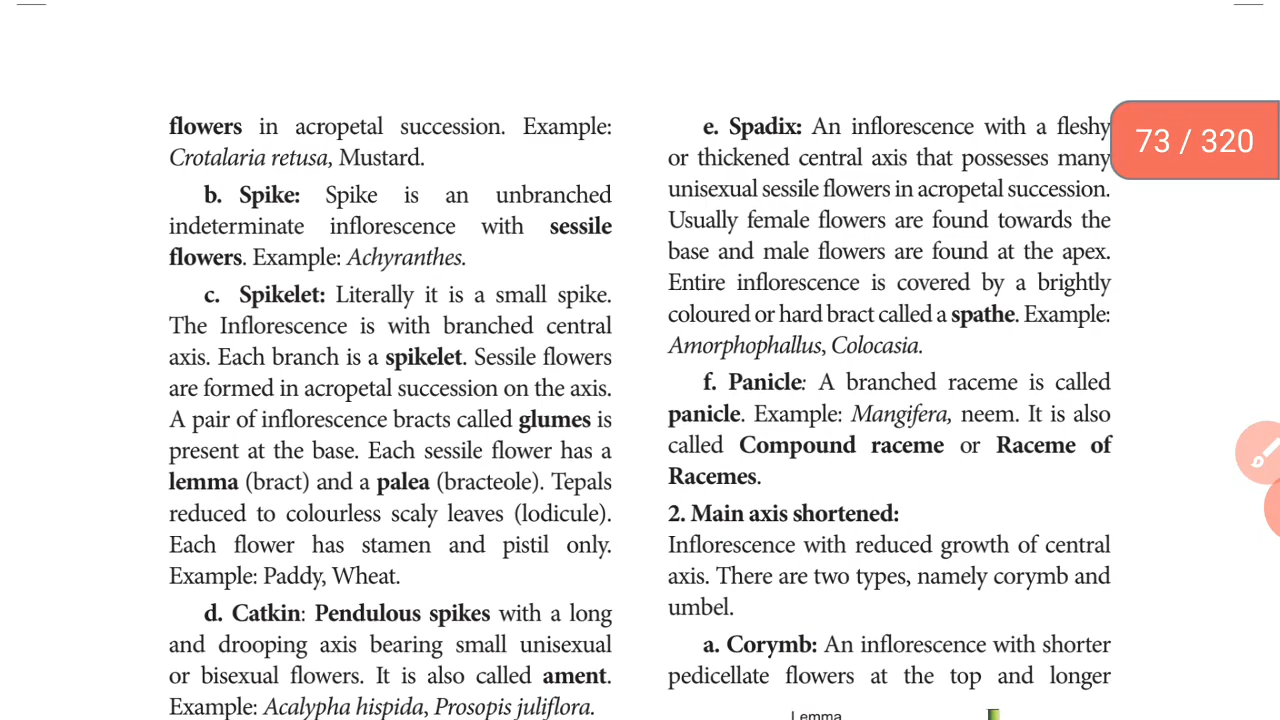 flowers in acropetal succession. Example:
Crotalaria retusa, Mustard.
b. Spike: Spike is an unbranched
indeterminate inflorescence with sessile
flowers. Example: Achyranthes.
c. Spikelet: Literally it is a small spike.
The Inflorescence is with branched central
axis. Each branch is a spikelet. Sessile flowers
are formed in acropetal succession on the axis.
A pair of inflorescence bracts called glumes is
present at the base. Each sessile flower has a
lemma (bract) and a palea (bracteole). Tepals
reduced to colourless scaly leaves (lodicule).
Each flower has stamen and pistil only.
Example: Paddy, Wheat.
d. Catkin: Pendulous spikes with a long
and drooping axis bearing small unisexual
or bisexual flowers. It is also called ament.
Example: Acalypha hispida, Prosopis juliflora.
e. Spadix: An inflorescence with a fleshy
or thickened central axis that possesses many
unisexual sessile flowers in acropetal succession.
Usually female flowers are found towards the
base and male flowers are found at the apex.
Entire inflorescence is covered by a brightly
coloured or hard bract called a spathe. Example:
Amorphophallus, Colocasia.
f. Panicle: A branched raceme is called
panicle. Example: Mangifera, neem. It is also
called Compound raceme or Raceme of
Racemes.
2. Main axis shortened:
Inflorescence with reduced growth of central
axis. There are two types, namely corymb and
umbel.
a. Corymb: An inflorescence with shorter
pedicellate flowers at the top and longer
Lemma
73 / 320